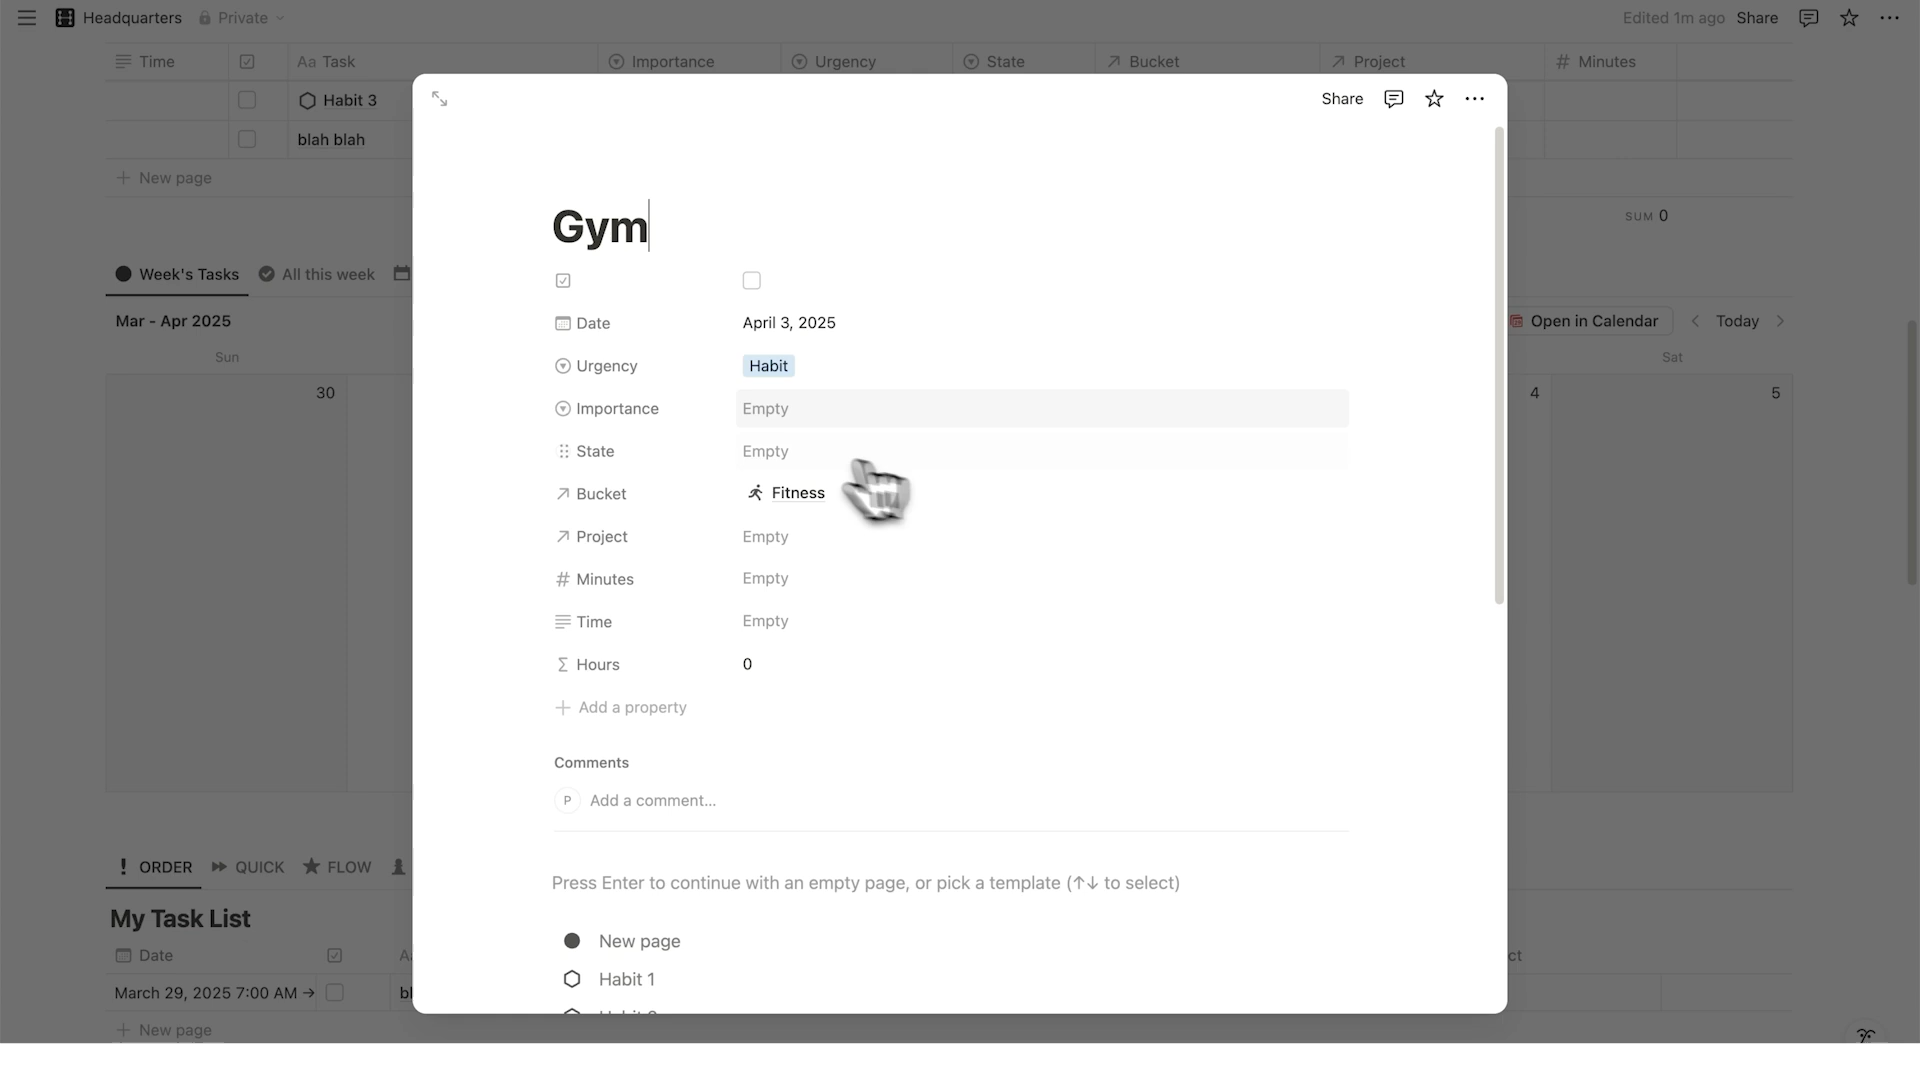 Headquarters Private Edited 1m ago Share
Time Aa Task Importance Urgency State Bucket Project # Minutes
Habit 3
blah blah
+ New page
SUM 0
Week's Tasks All this week
Mar - Apr 2025 Open in Calendar < Today >
Sun Sat
30 4 5
! ORDER QUICK FLOW
My Task List
Date
March 29, 2025 7:00 AM →
+ New page
Share
Gym
Date April 3, 2025
Urgency Habit
Importance Empty
State Empty
Bucket Fitness
Project Empty
# Minutes Empty
Time Empty
Σ Hours 0
+ Add a property
Comments
P Add a comment...
Press Enter to continue with an empty page, or pick a template (↑↓ to select)
New page
Habit 1